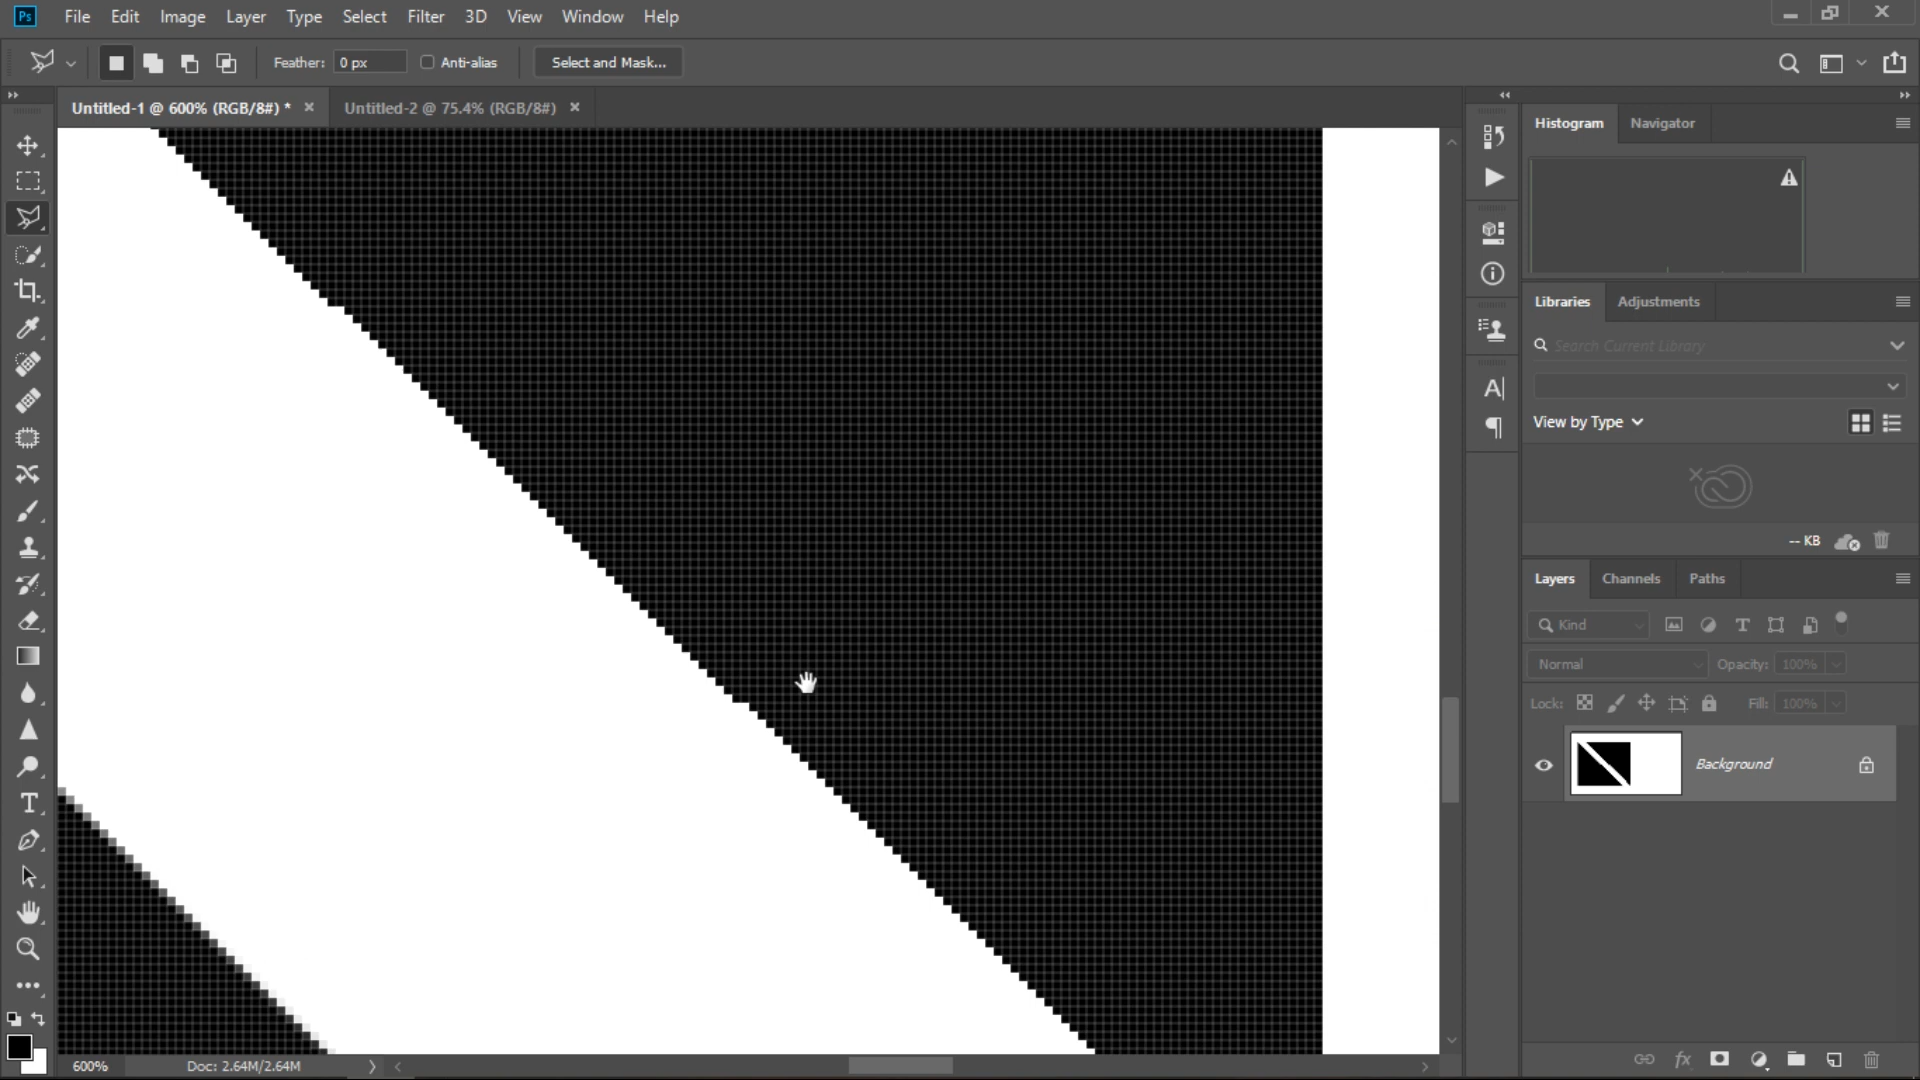 Ps File Edit Image Layer Type Select Filter 3D View Window Help
Feather: 0 px Anti-alias Select and Mask...
Untitled-1 @ 600% (RGB/8#) * × Untitled-2 @ 75.4% (RGB/8#) ×
Histogram Navigator
Libraries Adjustments
Search Current Library
View by Type
-- KB
Layers Channels Paths
Kind
Normal Opacity: 100%
Lock: Fill: 100%
Background
600% Doc: 2.64M/2.64M